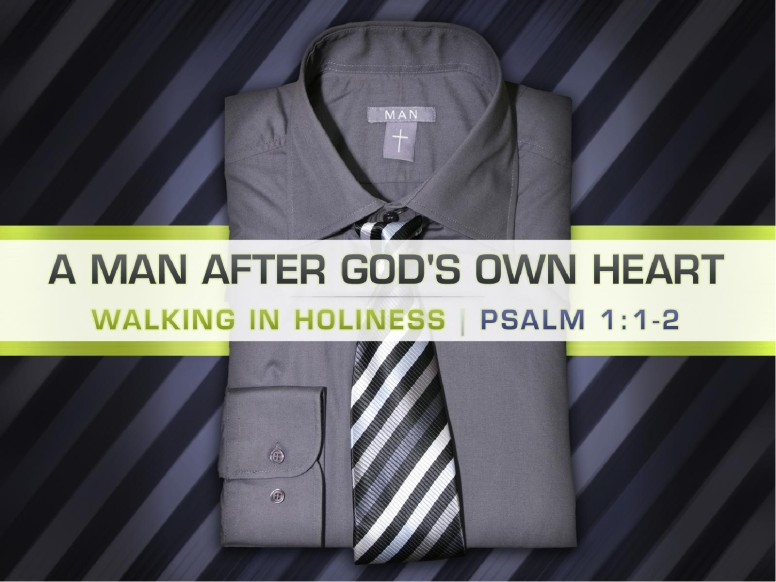 MAN
A MAN AFTER GOD'S OWN HEART
WALKING IN HOLINESS | PSALM 1:1-2